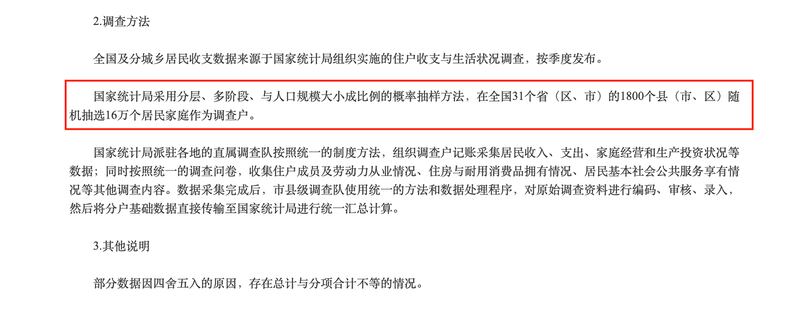 2.调查方法
全国及分城乡居民收支数据来源于国家统计局组织实施的住户收支与生活状况调查，按季度发布。
国家统计局采用分层、多阶段、与人口规模大小成比例的概率抽样方法，在全国31个省（区、市）的1800个县（市、区）随
机抽选16万个居民家庭作为调查户。
国家统计局派驻各地的直属调查队按照统一的制度方法，组织调查户记账采集居民收入、支出、家庭经营和生产投资状况等
数据；同时按照统一的调查问卷，收集住户成员及劳动力从业情况、住房与耐用消费品拥有情况、居民基本社会公共服务享有情
况等其他调查内容。数据采集完成后，市县级调查队使用统一的方法和数据处理程序，对原始调查资料进行编码、审核、录入，
然后将分户基础数据直接传输至国家统计局进行统一汇总计算。
3.其他说明
部分数据因四舍五入的原因，存在总计与分项合计不等的情况。